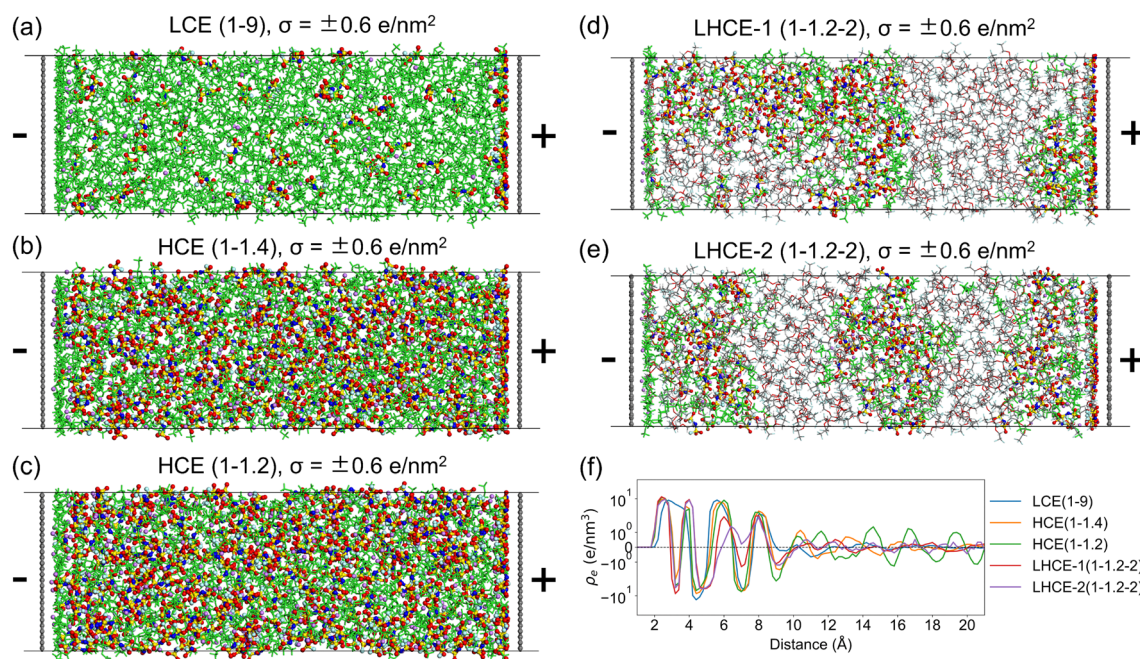 (a) LCE (1-9), σ = ±0.6 e/nm²
- +
(b) HCE (1-1.4), σ = ±0.6 e/nm²
- +
(c) HCE (1-1.2), σ = ±0.6 e/nm²
- +
(d) LHCE-1 (1-1.2-2), σ = ±0.6 e/nm²
- +
(e) LHCE-2 (1-1.2-2), σ = ±0.6 e/nm²
- +
(f)
ρₑ (e/nm³)
10¹
10⁰
0
−10⁰
−10¹
2 4 6 8 10 12 14 16 18 20
Distance (Å)
LCE(1-9)
HCE(1-1.4)
HCE(1-1.2)
LHCE-1(1-1.2-2)
LHCE-2(1-1.2-2)